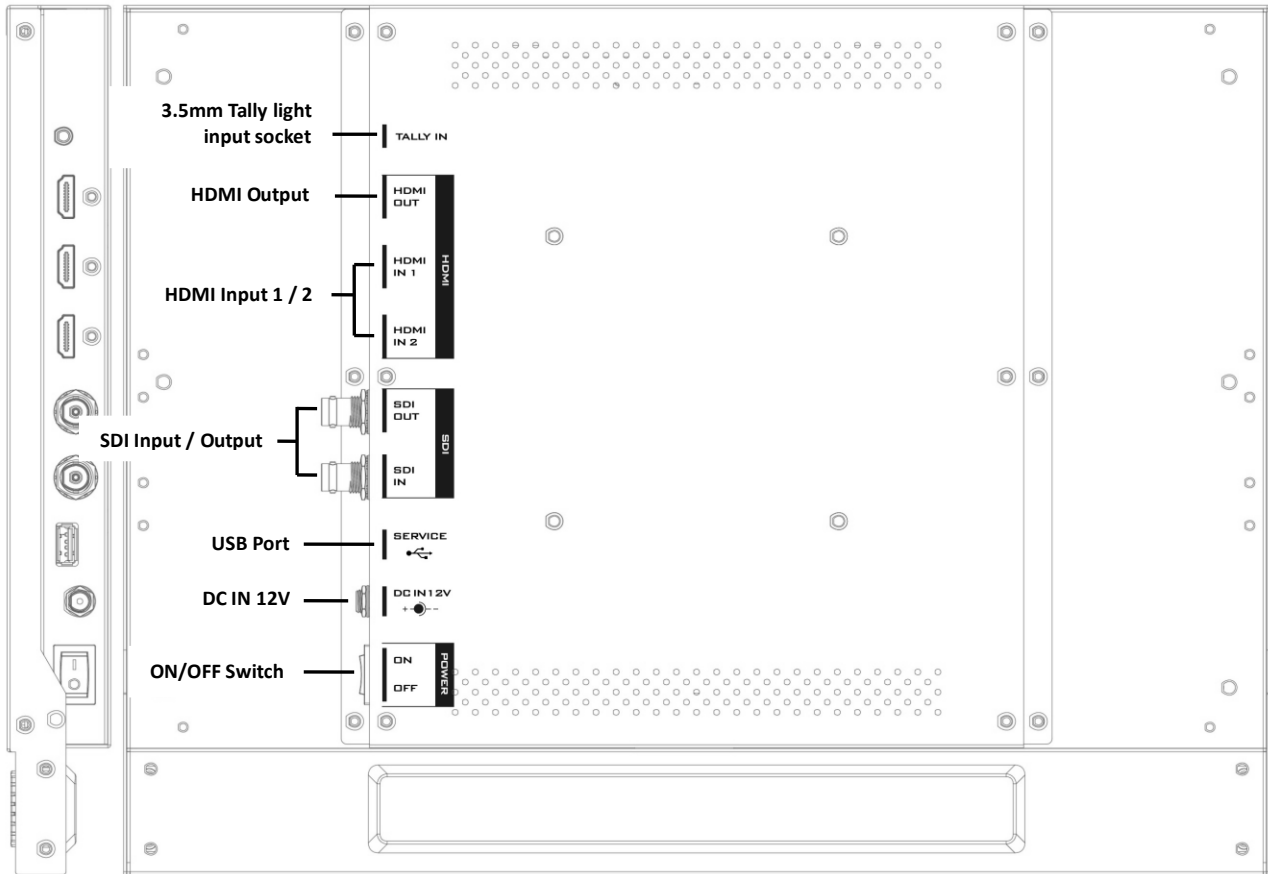 3.5mm Tally light
input socket
TALLY IN
HDMI Output
HDMI
OUT
HDMI Input 1 / 2
HDMI
IN 1
HDMI
IN 2
HDMI
SDI Input / Output
SDI
OUT
SDI
IN
SDI
USB Port
SERVICE
DC IN 12V
DC IN 12V
+ -
ON/OFF Switch
ON
OFF
POWER